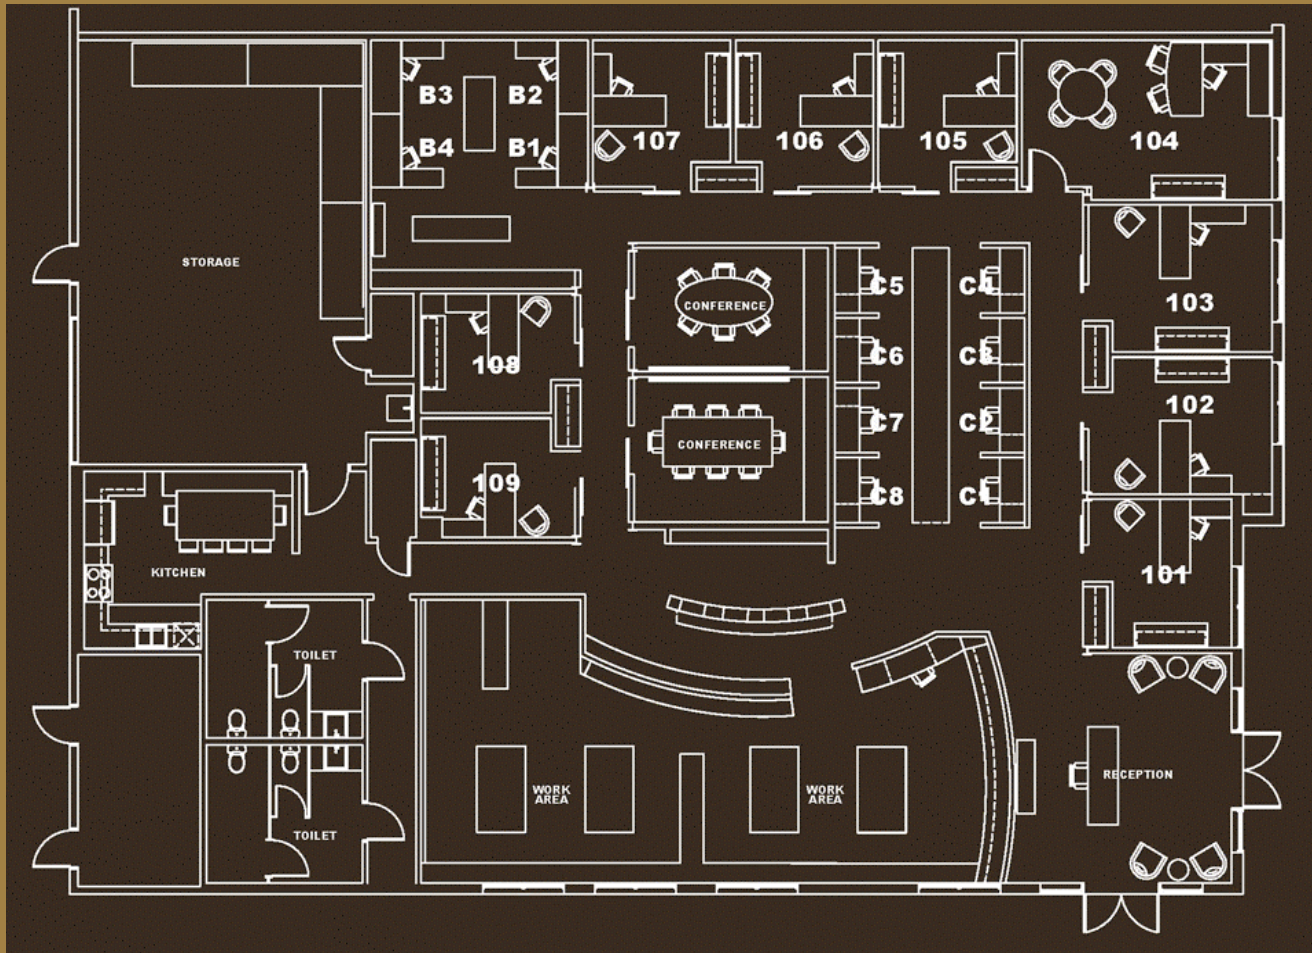 B3
B2
B4
B1
107
106
105
104
STORAGE
103
C5
C4
CONFERENCE
C6
C3
108
102
C7
C2
CONFERENCE
109
C8
C1
KITCHEN
101
TOILET
RECEPTION
WORK
AREA
WORK
AREA
TOILET